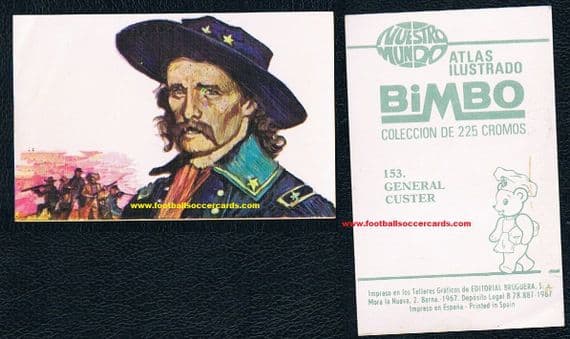 www.footballsoccercards.com
NUESTRO
MUNDO
ATLAS
ILUSTRADO
BiMBO
COLECCION DE 225 CROMOS
153.
GENERAL
CUSTER
www.footballsoccercards.com
Impreso en los Talleres Gráficos de EDITORIAL BRUGUERA, S. A.
Mora la Nueva, 2. Barna. -1967. Depósito Legal B 28.887-1967
Impreso en España - Printed in Spain